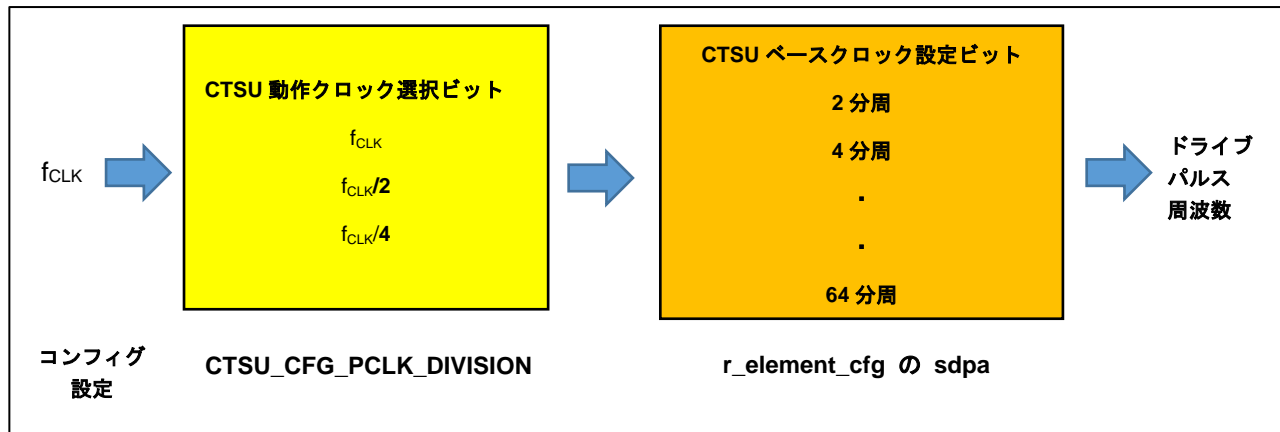 fCLK
CTSU 動作クロック選択ビット
fCLK
fCLK/2
fCLK/4
CTSU ベースクロック設定ビット
2 分周
4 分周
.
.
64 分周
ドライブ
パルス
周波数
コンフィグ
設定
CTSU_CFG_PCLK_DIVISION
r_element_cfg の sdpa